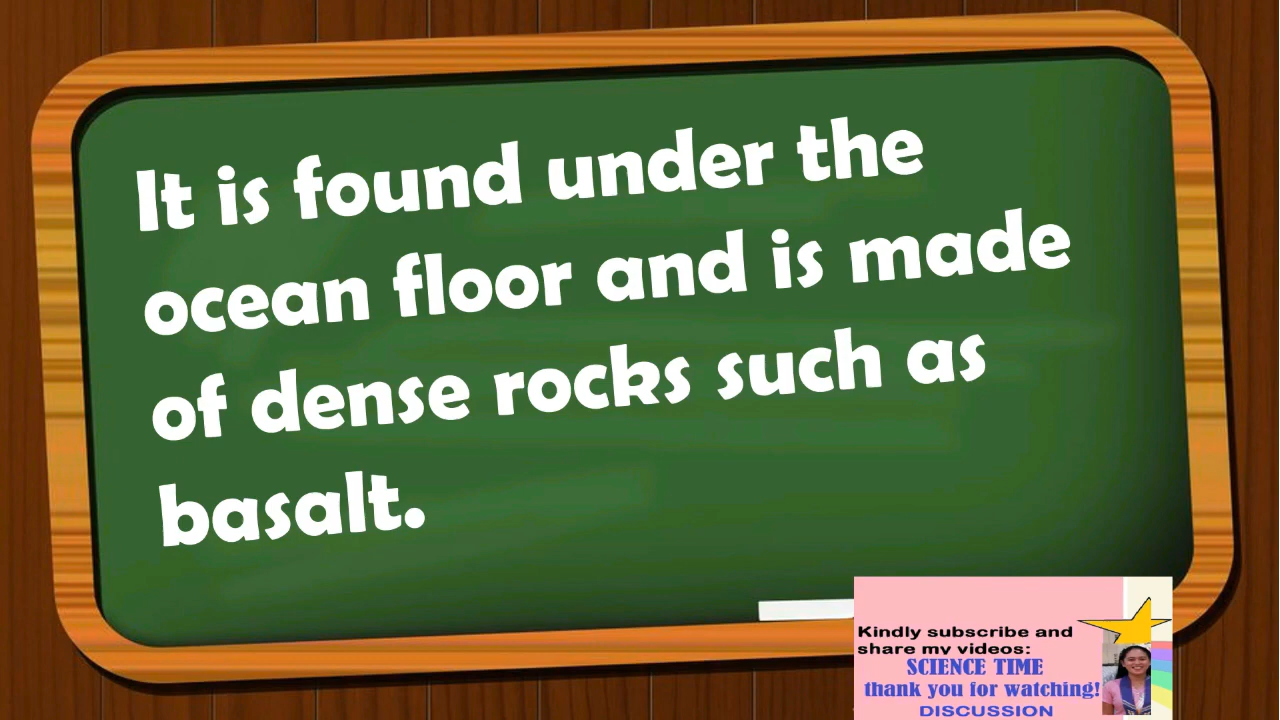 It is found under the
ocean floor and is made
of dense rocks such as
basalt.
Kindly subscribe and
share my videos:
SCIENCE TIME
thank you for watching!
DISCUSSION